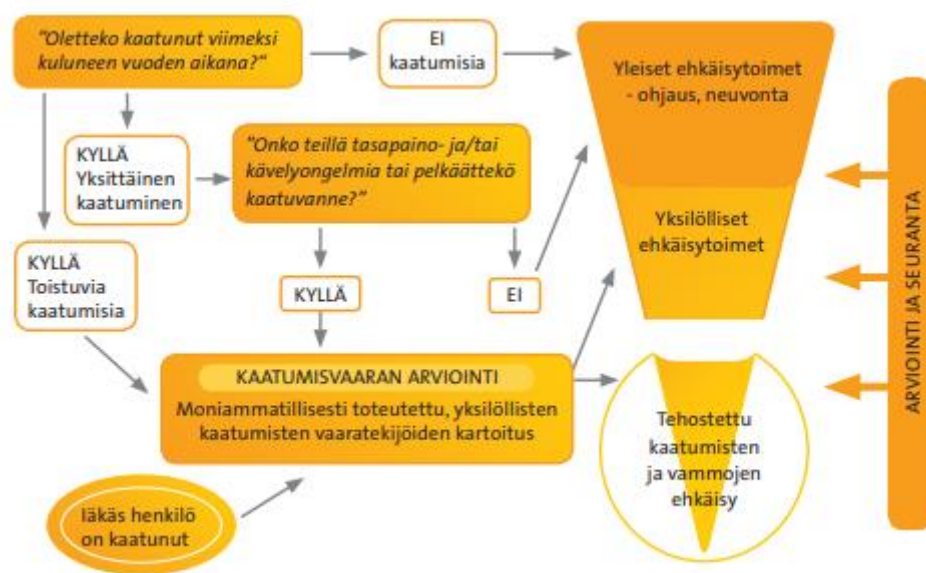 "Oletteko kaatunut viimeksi
kuluneen vuoden aikana?"
EI
kaatumisia
Yleiset ehkäisytoimet
- ohjaus, neuvonta
KYLLÄ
Yksittäinen
kaatuminen
"Onko teillä tasapaino- ja/tai
kävelyongelmia tai pelkäättekö
kaatuvanne?"
Yksilölliset
ehkäisytoimet
KYLLÄ
Toistuvia
kaatumisia
KYLLÄ
EI
KAATUMISVAARAN ARVIOINTI
Moniammatillisesti toteutettu, yksilöllisten
kaatumisten vaaratekijöiden kartoitus
Tehostettu
kaatumisten
ja vammojen
ehkäisy
Iäkäs henkilö
on kaatunut
ARVIOINTI JA SEURANTA